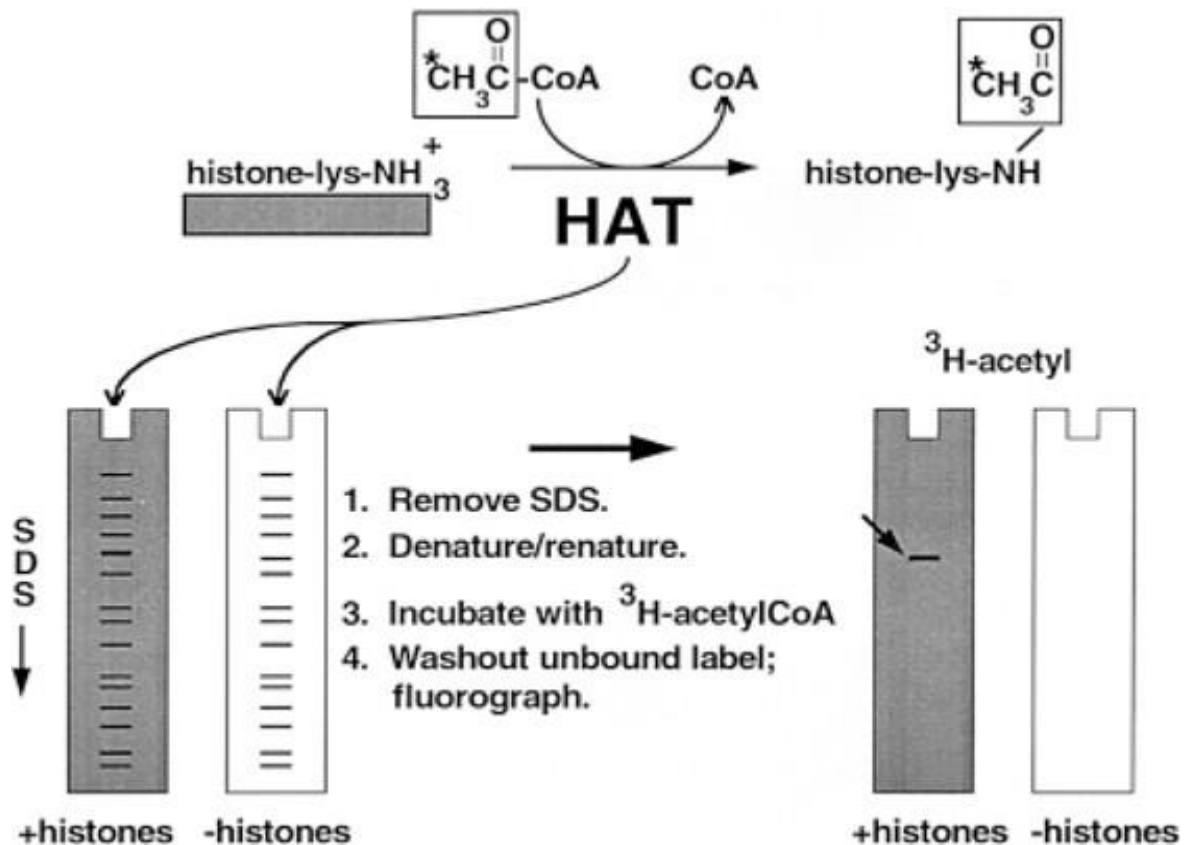 O
*CH₃C-CoA
CoA
O
*CH₃C
histone-lys-NH₃⁺
histone-lys-NH
HAT
³H-acetyl
SDS
1. Remove SDS.
2. Denature/renature.
3. Incubate with ³H-acetylCoA
4. Washout unbound label;
fluorograph.
+histones
-histones
+histones
-histones